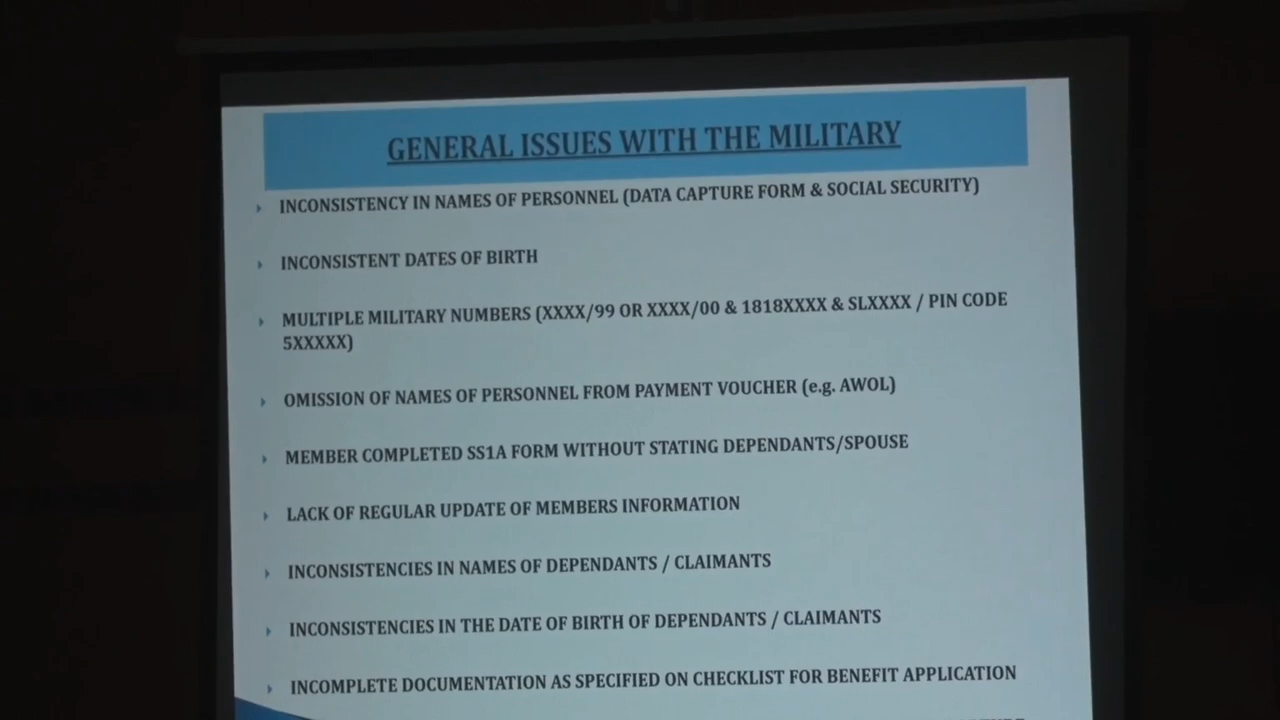 GENERAL ISSUES WITH THE MILITARY
INCONSISTENCY IN NAMES OF PERSONNEL (DATA CAPTURE FORM & SOCIAL SECURITY)
INCONSISTENT DATES OF BIRTH
MULTIPLE MILITARY NUMBERS (XXXX/99 OR XXXX/00 & 1818XXXX & SLXXXX / PIN CODE
5XXXXX)
OMISSION OF NAMES OF PERSONNEL FROM PAYMENT VOUCHER (e.g. AWOL)
MEMBER COMPLETED SS1A FORM WITHOUT STATING DEPENDANTS/SPOUSE
LACK OF REGULAR UPDATE OF MEMBERS INFORMATION
INCONSISTENCIES IN NAMES OF DEPENDANTS / CLAIMANTS
INCONSISTENCIES IN THE DATE OF BIRTH OF DEPENDANTS / CLAIMANTS
INCOMPLETE DOCUMENTATION AS SPECIFIED ON CHECKLIST FOR BENEFIT APPLICATION